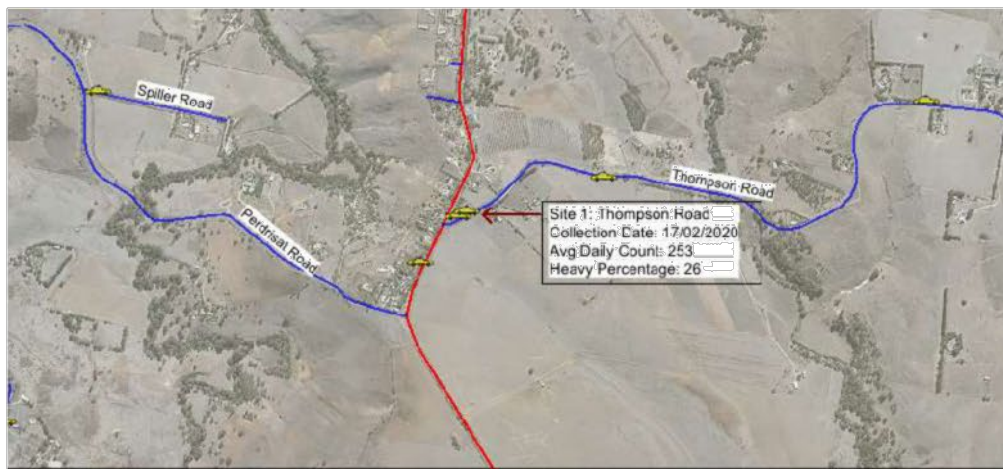 Spiller Road
Perdrisat Road
Thompson Road
Site 1: Thompson Road
Collection Date: 17/02/2020
Avg Daily Count: 253
Heavy Percentage: 26